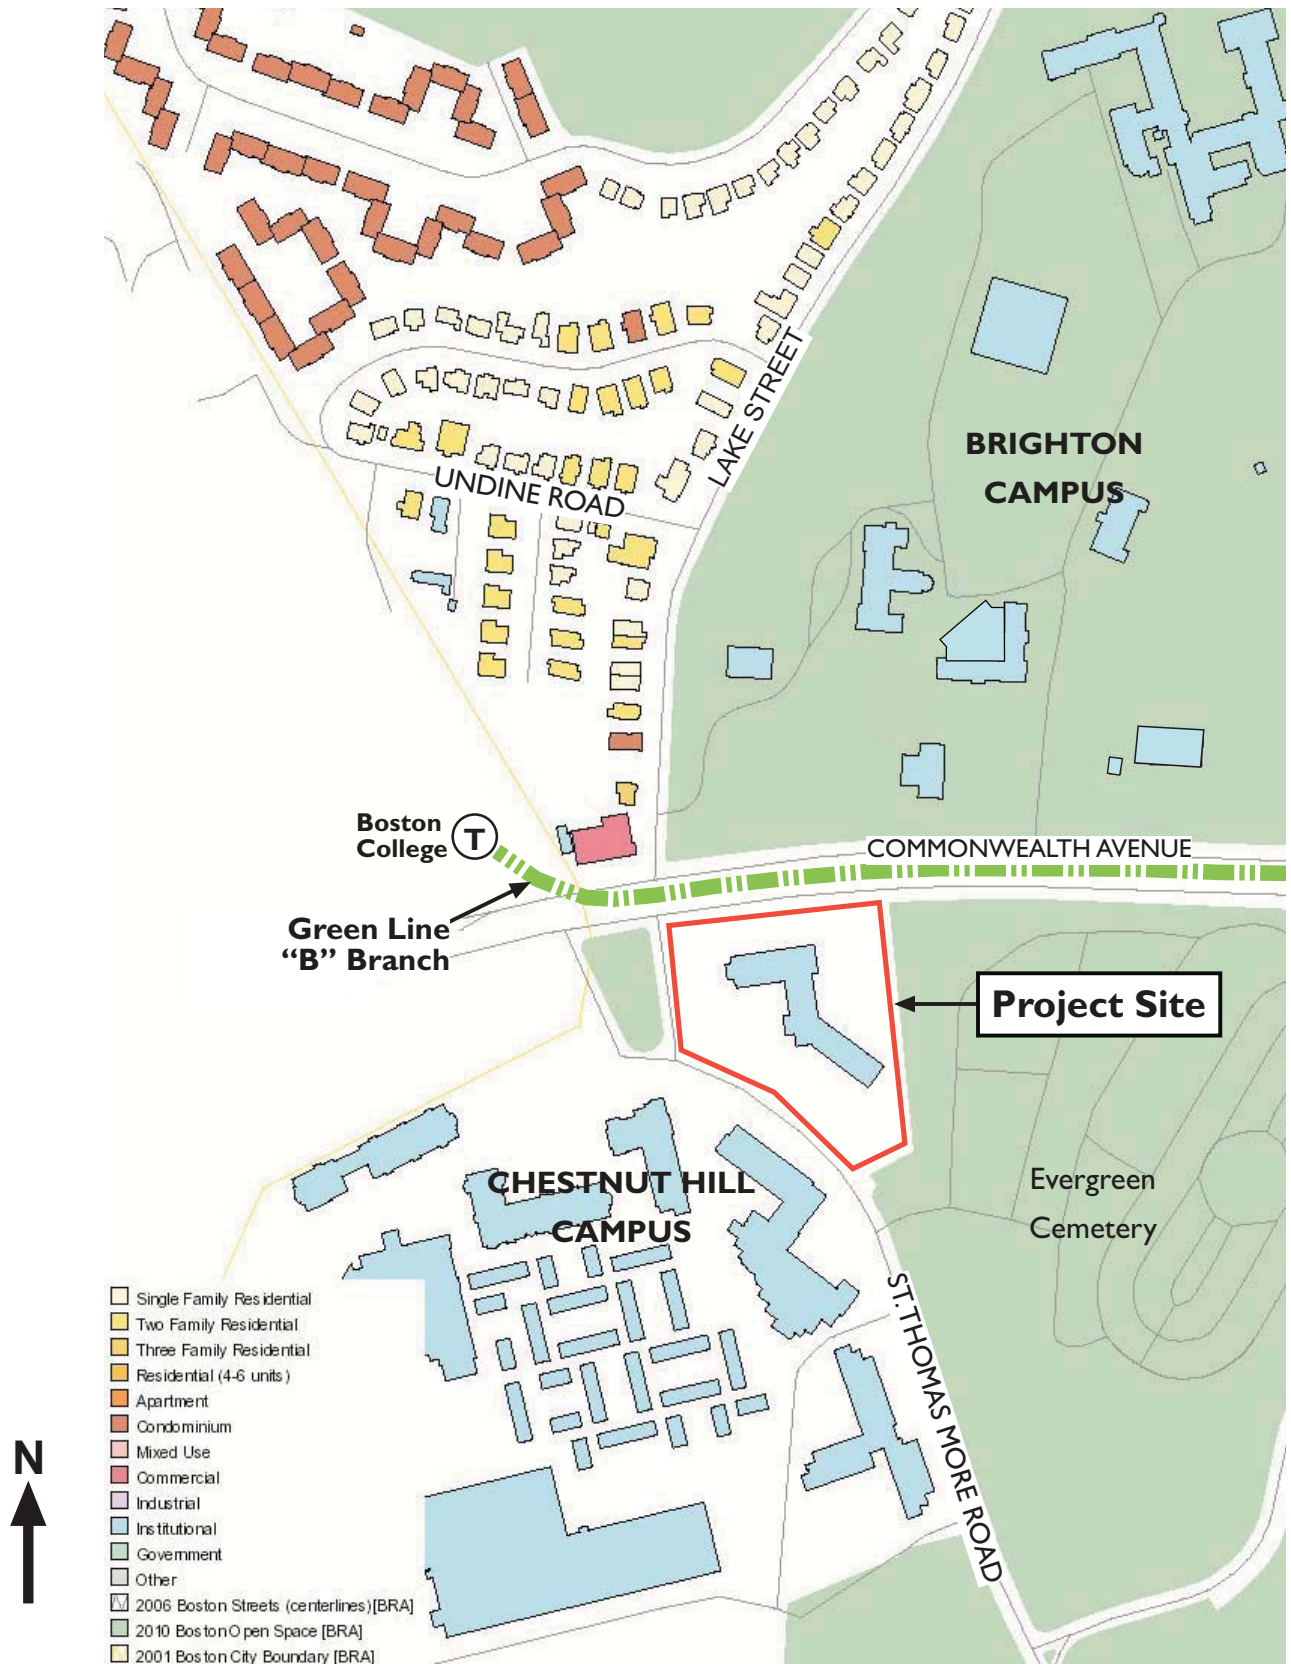 LAKE STREET
BRIGHTON
CAMPUS
UNDINE ROAD
Boston
College
T
COMMONWEALTH AVENUE
Green Line
“B” Branch
Project Site
CHESTNUT HILL
CAMPUS
Evergreen
Cemetery
ST. THOMAS MORE ROAD
N
Single Family Residential
Two Family Residential
Three Family Residential
Residential (4-6 units)
Apartment
Condominium
Mixed Use
Commercial
Industrial
Institutional
Government
Other
2006 Boston Streets (centerlines)[BRA]
2010 Boston Open Space [BRA]
2001 Boston City Boundary [BRA]